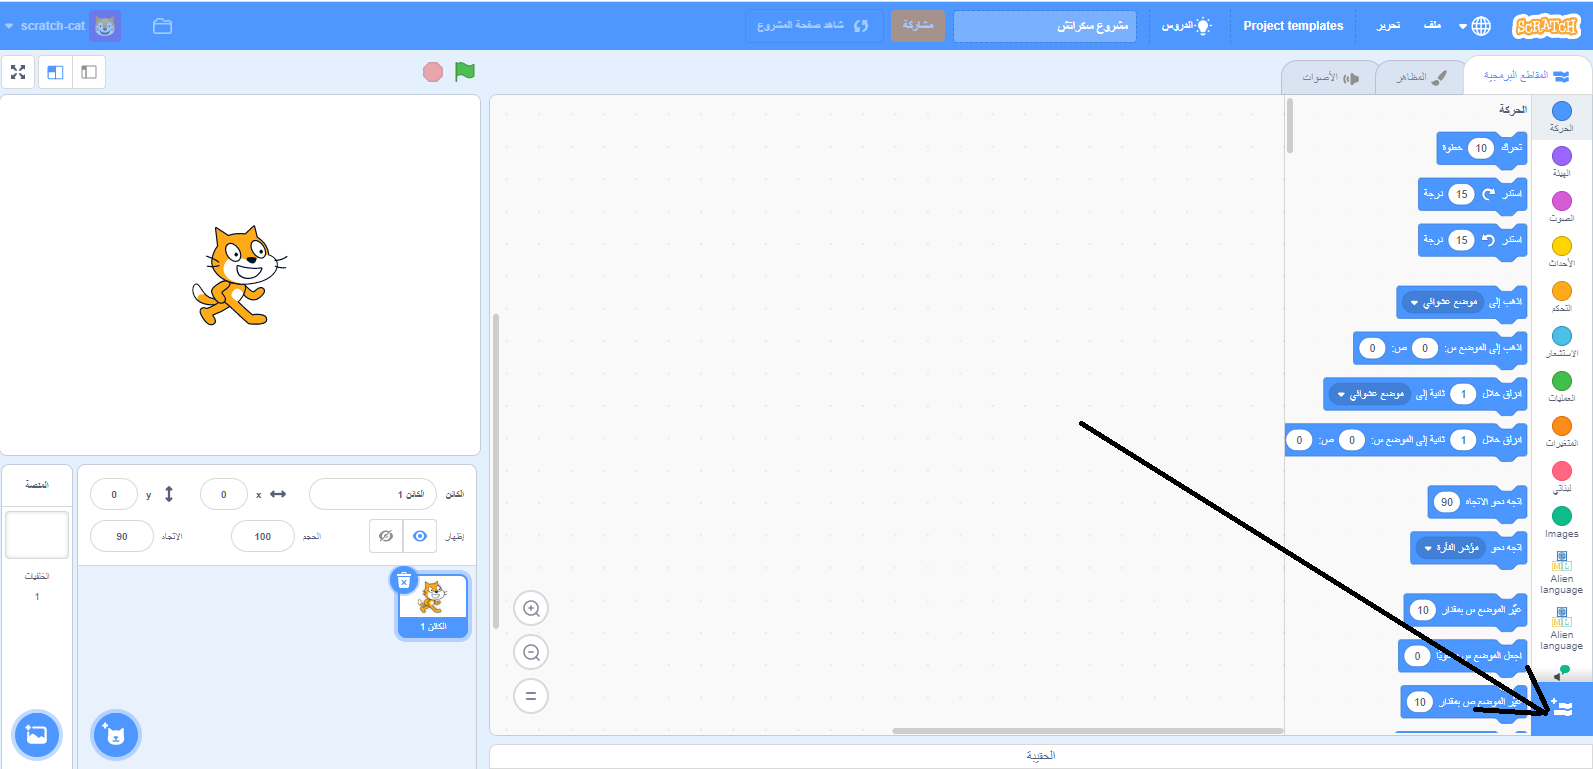 SCRATCH
ملف
تحرير
Project templates
الدروس
مشروع سكراتش
مشاركة
شاهد صفحة المشروع
scratch-cat
المقاطع البرمجية
المظاهر
الأصوات
الحركة
الهيئة
الصوت
الأحداث
التحكم
الاستشعار
العمليات
المتغيرات
لبناتي
Images
Alien
language
Alien
language
الحركة
تحرك 10 خطوة
استدر 15 درجة
استدر 15 درجة
اذهب إلى موضع عشوائي
اذهب إلى الموضع س: 0 ص: 0
انزلق خلال 1 ثانية إلى موضع عشوائي
انزلق خلال 1 ثانية إلى الموضع س: 0 ص: 0
اتجه نحو الاتجاه 90
اتجه نحو مؤشر الفأرة
غيّر الموضع س بمقدار 10
اجعل الموضع س 0
غيّر الموضع ص بمقدار 10
الكائن الكائن 1 x 0 y 0
إظهار الحجم 100 الاتجاه 90
الكائن 1
المنصة
الخلفيات
1
الحقيبة